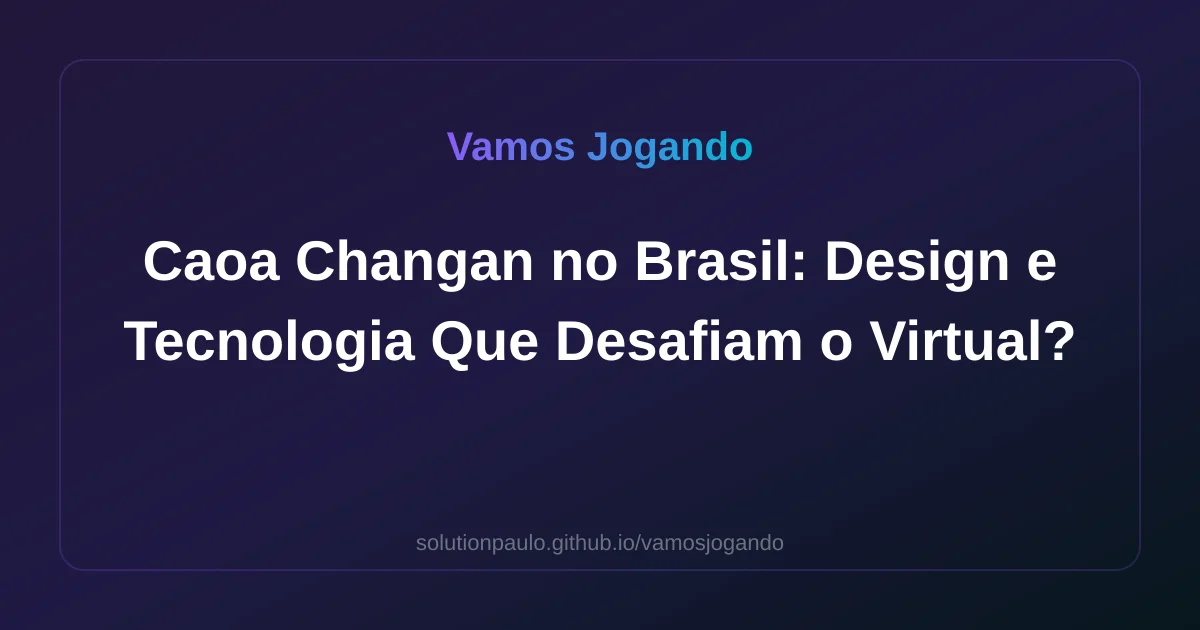 Vamos Jogando
Caoa Changan no Brasil: Design e
Tecnologia Que Desafiam o Virtual?
solutionpaulo.github.io/vamosjogando